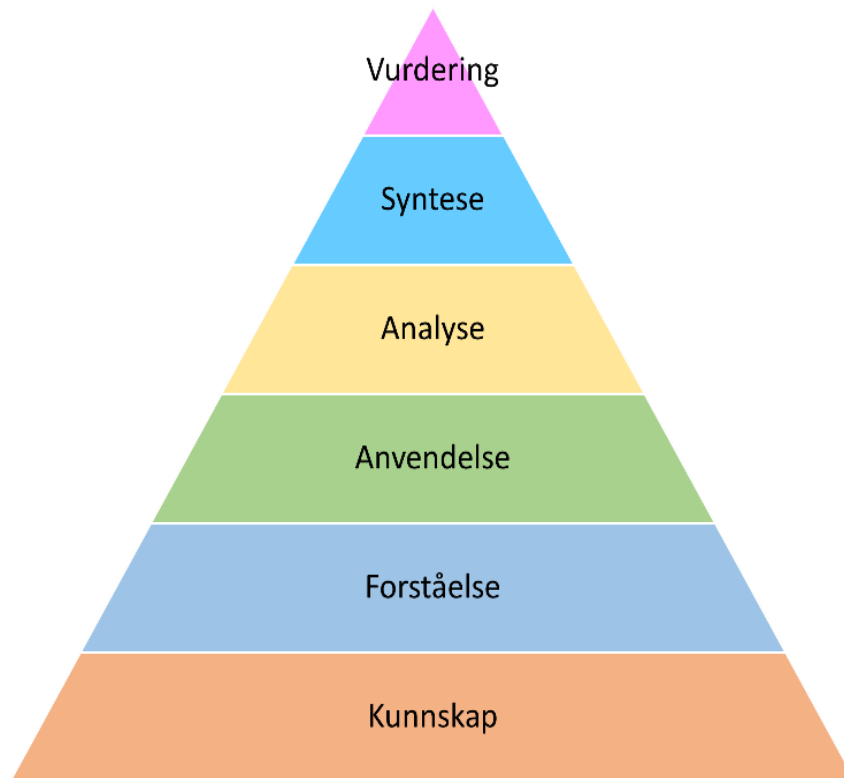 Vurdering
Syntese
Analyse
Anvendelse
Forståelse
Kunnskap